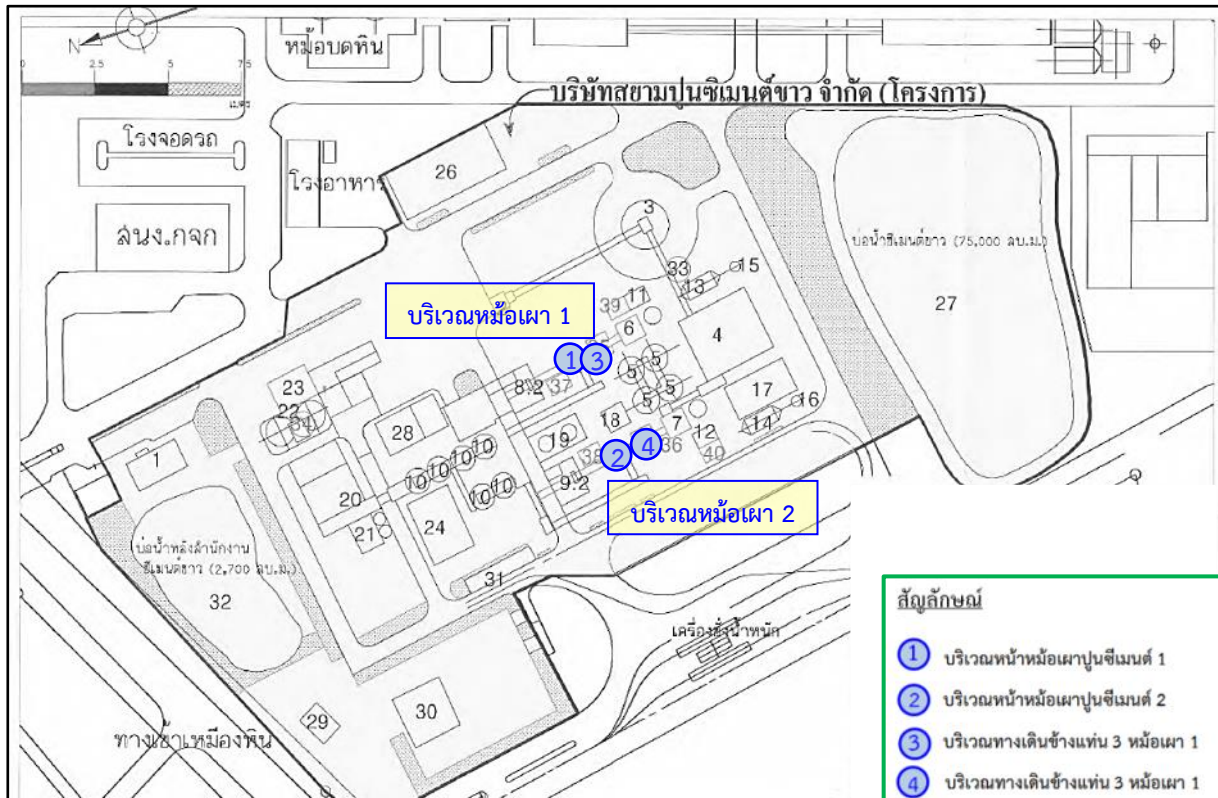 N
0 2.5 5 7.5
เมตร
หม้อบดหิน
บริษัทสยามปูนซิเมนต์ขาว จำกัด (โครงการ)
โรงจอดรถ
โรงอาหาร
สนง.กจก
26
3
33
15
13
บ่อน้ำซีเมนต์ขาว (75,000 ลบ.ม.)
27
บริเวณหม้อเผา 1
39
11
6
4
1
3
5
5
5
5
8.2
37
17
16
14
23
22
34
28
18
7
12
19
2
4
36
40
38
9.2
1
10
10
10
10
10
10
20
21
24
บริเวณหม้อเผา 2
31
บ่อน้ำหลังสำนักงาน
ซีเมนต์ขาว (2,700 ลบ.ม.)
32
เครื่องชั่งน้ำหนัก
29
30
ทางเข้าเหมืองหิน
สัญลักษณ์
1 บริเวณหน้าหม้อเผาปูนซีเมนต์ 1
2 บริเวณหน้าหม้อเผาปูนซีเมนต์ 2
3 บริเวณทางเดินข้างแท่น 3 หม้อเผา 1
4 บริเวณทางเดินข้างแท่น 3 หม้อเผา 1